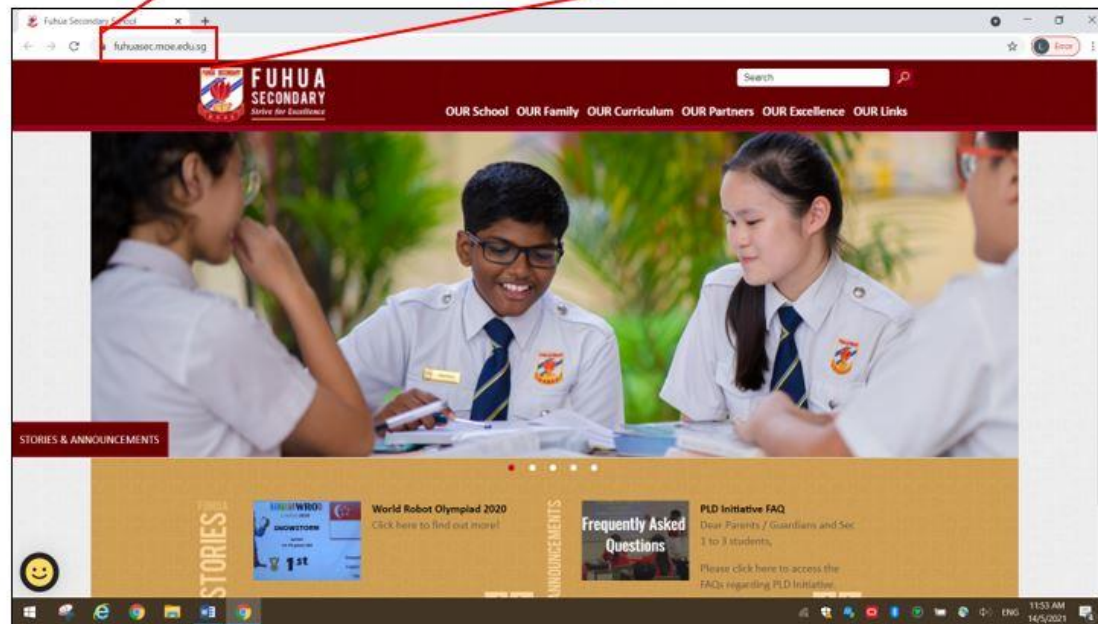 Fuhua Secondary School
fuhuasec.moe.edu.sg
Error
FUHUA
SECONDARY
Strive for Excellence
Search
OUR School OUR Family OUR Curriculum OUR Partners OUR Excellence OUR Links
STORIES & ANNOUNCEMENTS
STORIES
SNOWSTORM
1st
World Robot Olympiad 2020
Click here to find out more!
ANNOUNCEMENTS
Frequently Asked
Questions
PLD Initiative FAQ
Dear Parents / Guardians and Sec
1 to 3 students,
Please click here to access the
FAQs regarding PLD Initiative.
ENG
11:53 AM
14/5/2021